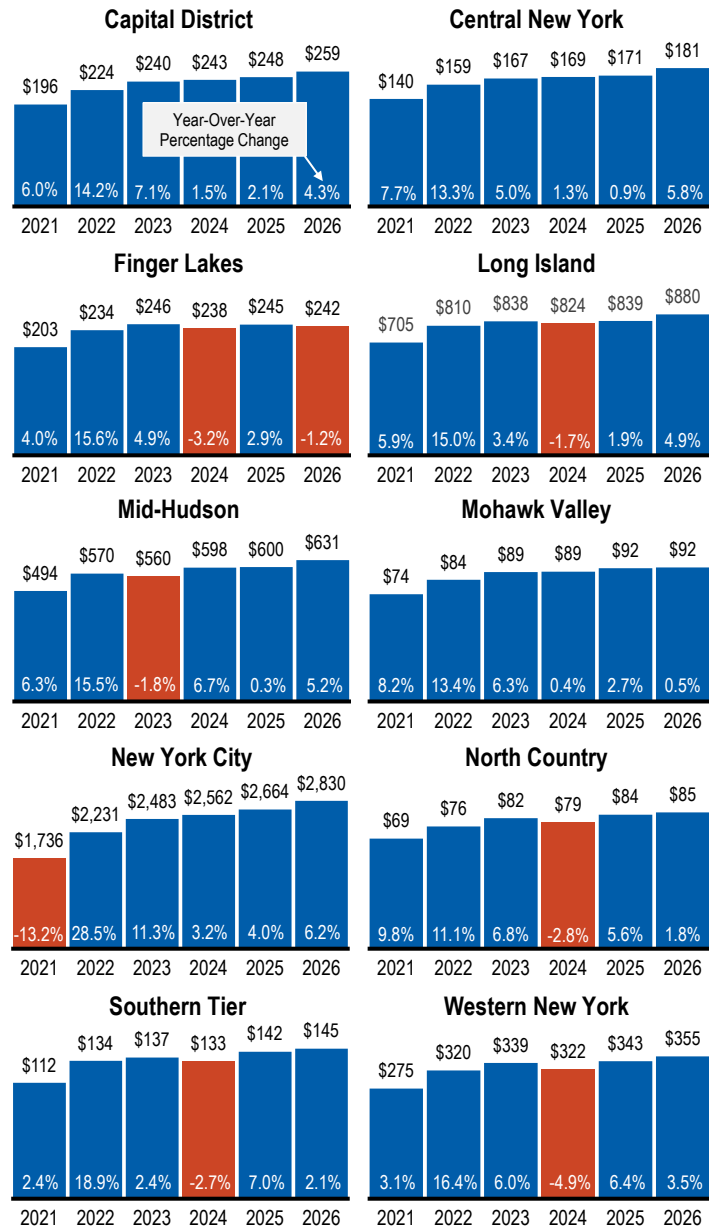 Capital District
$196 $224 $240 $243 $248 $259
Year-Over-Year
Percentage Change
6.0% 14.2% 7.1% 1.5% 2.1% 4.3%
2021 2022 2023 2024 2025 2026
Central New York
$140 $159 $167 $169 $171 $181
7.7% 13.3% 5.0% 1.3% 0.9% 5.8%
2021 2022 2023 2024 2025 2026
Finger Lakes
$203 $234 $246 $238 $245 $242
4.0% 15.6% 4.9% -3.2% 2.9% -1.2%
2021 2022 2023 2024 2025 2026
Long Island
$705 $810 $838 $824 $839 $880
5.9% 15.0% 3.4% -1.7% 1.9% 4.9%
2021 2022 2023 2024 2025 2026
Mid-Hudson
$494 $570 $560 $598 $600 $631
6.3% 15.5% -1.8% 6.7% 0.3% 5.2%
2021 2022 2023 2024 2025 2026
Mohawk Valley
$74 $84 $89 $89 $92 $92
8.2% 13.4% 6.3% 0.4% 2.7% 0.5%
2021 2022 2023 2024 2025 2026
New York City
$1,736 $2,231 $2,483 $2,562 $2,664 $2,830
-13.2% 28.5% 11.3% 3.2% 4.0% 6.2%
2021 2022 2023 2024 2025 2026
North Country
$69 $76 $82 $79 $84 $85
9.8% 11.1% 6.8% -2.8% 5.6% 1.8%
2021 2022 2023 2024 2025 2026
Southern Tier
$112 $134 $137 $133 $142 $145
2.4% 18.9% 2.4% -2.7% 7.0% 2.1%
2021 2022 2023 2024 2025 2026
Western New York
$275 $320 $339 $322 $343 $355
3.1% 16.4% 6.0% -4.9% 6.4% 3.5%
2021 2022 2023 2024 2025 2026